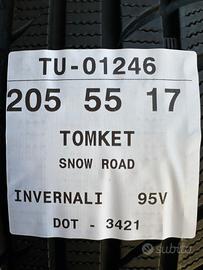 TU-01246
205 55 17
TOMKET
SNOW ROAD
INVERNALI 95V
DOT - 3421
subito